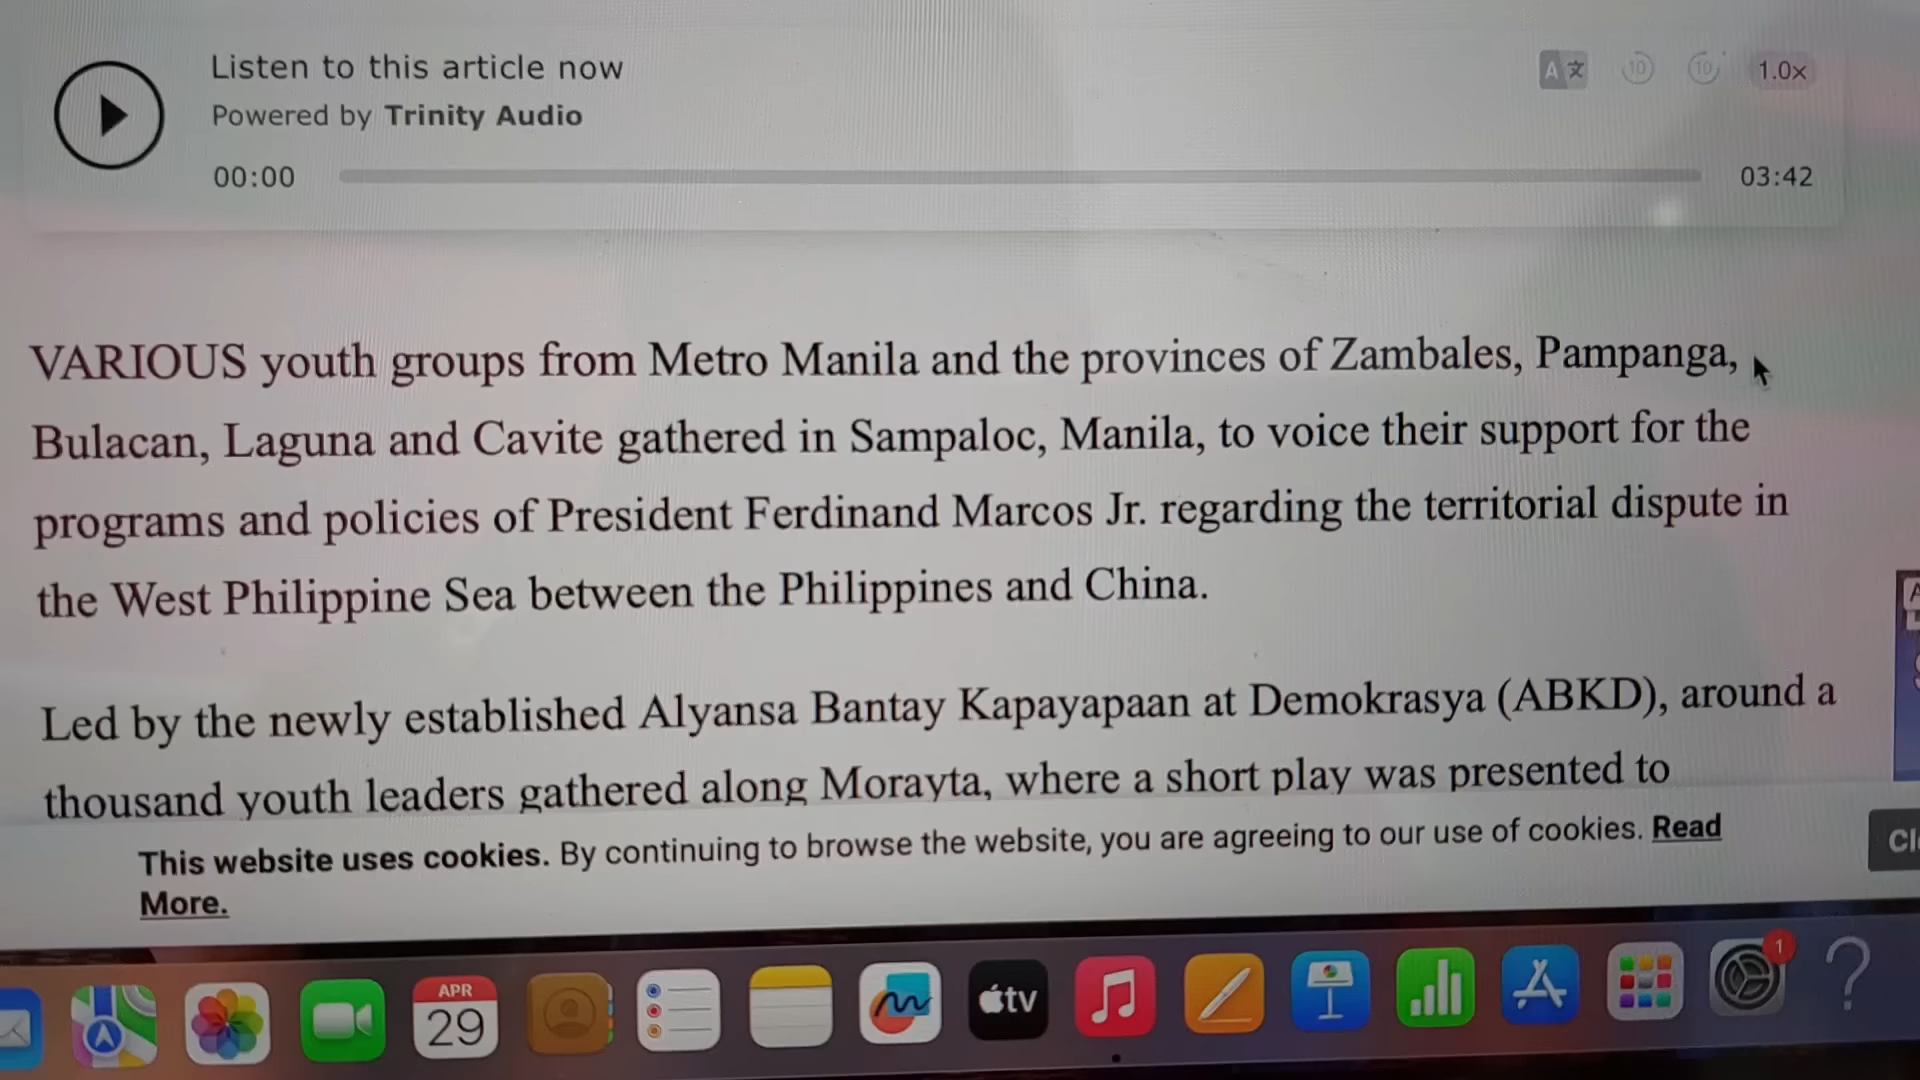 Listen to this article now
Powered by Trinity Audio
A文 10 10 1.0x
00:00 03:42
VARIOUS youth groups from Metro Manila and the provinces of Zambales, Pampanga,
Bulacan, Laguna and Cavite gathered in Sampaloc, Manila, to voice their support for the
programs and policies of President Ferdinand Marcos Jr. regarding the territorial dispute in
the West Philippine Sea between the Philippines and China.
Led by the newly established Alyansa Bantay Kapayapaan at Demokrasya (ABKD), around a
thousand youth leaders gathered along Morayta, where a short play was presented to
This website uses cookies. By continuing to browse the website, you are agreeing to our use of cookies. Read
More.
APR
29
tv
1
?